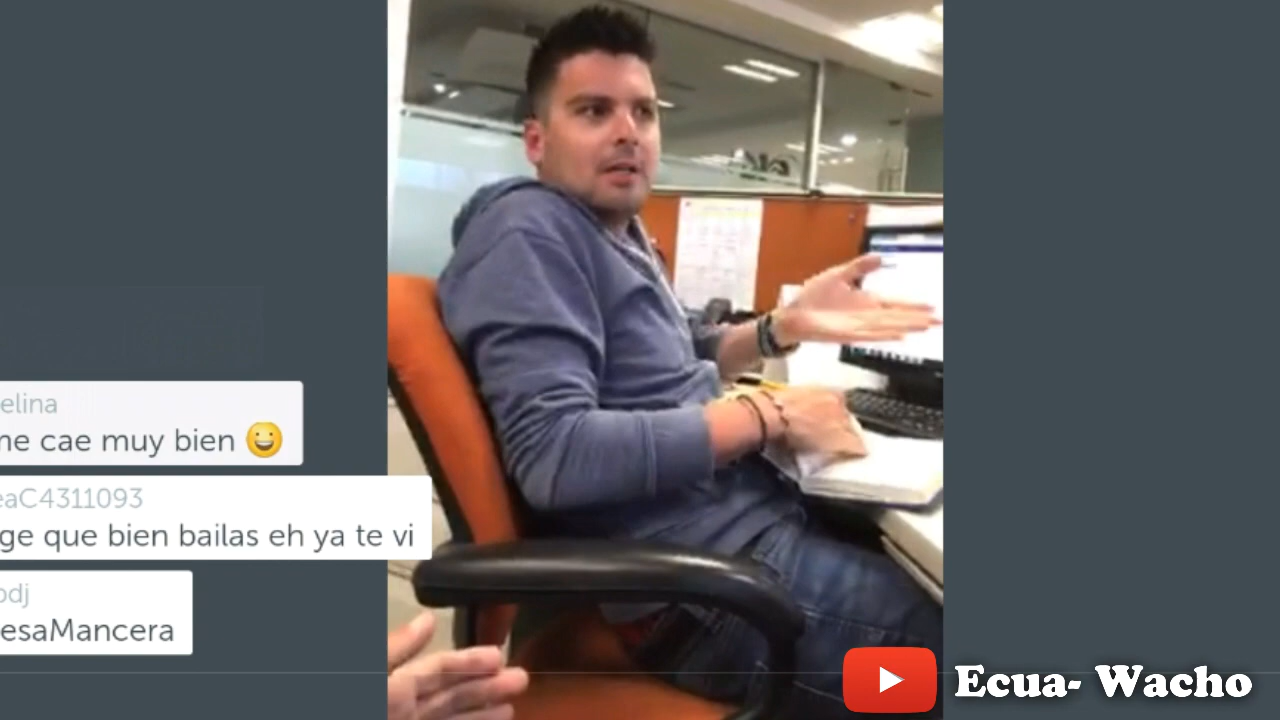 elina
me cae muy bien 😀
eaC4311093
ge que bien bailas eh ya te vi
odj
esaMancera
Ecua- Wacho